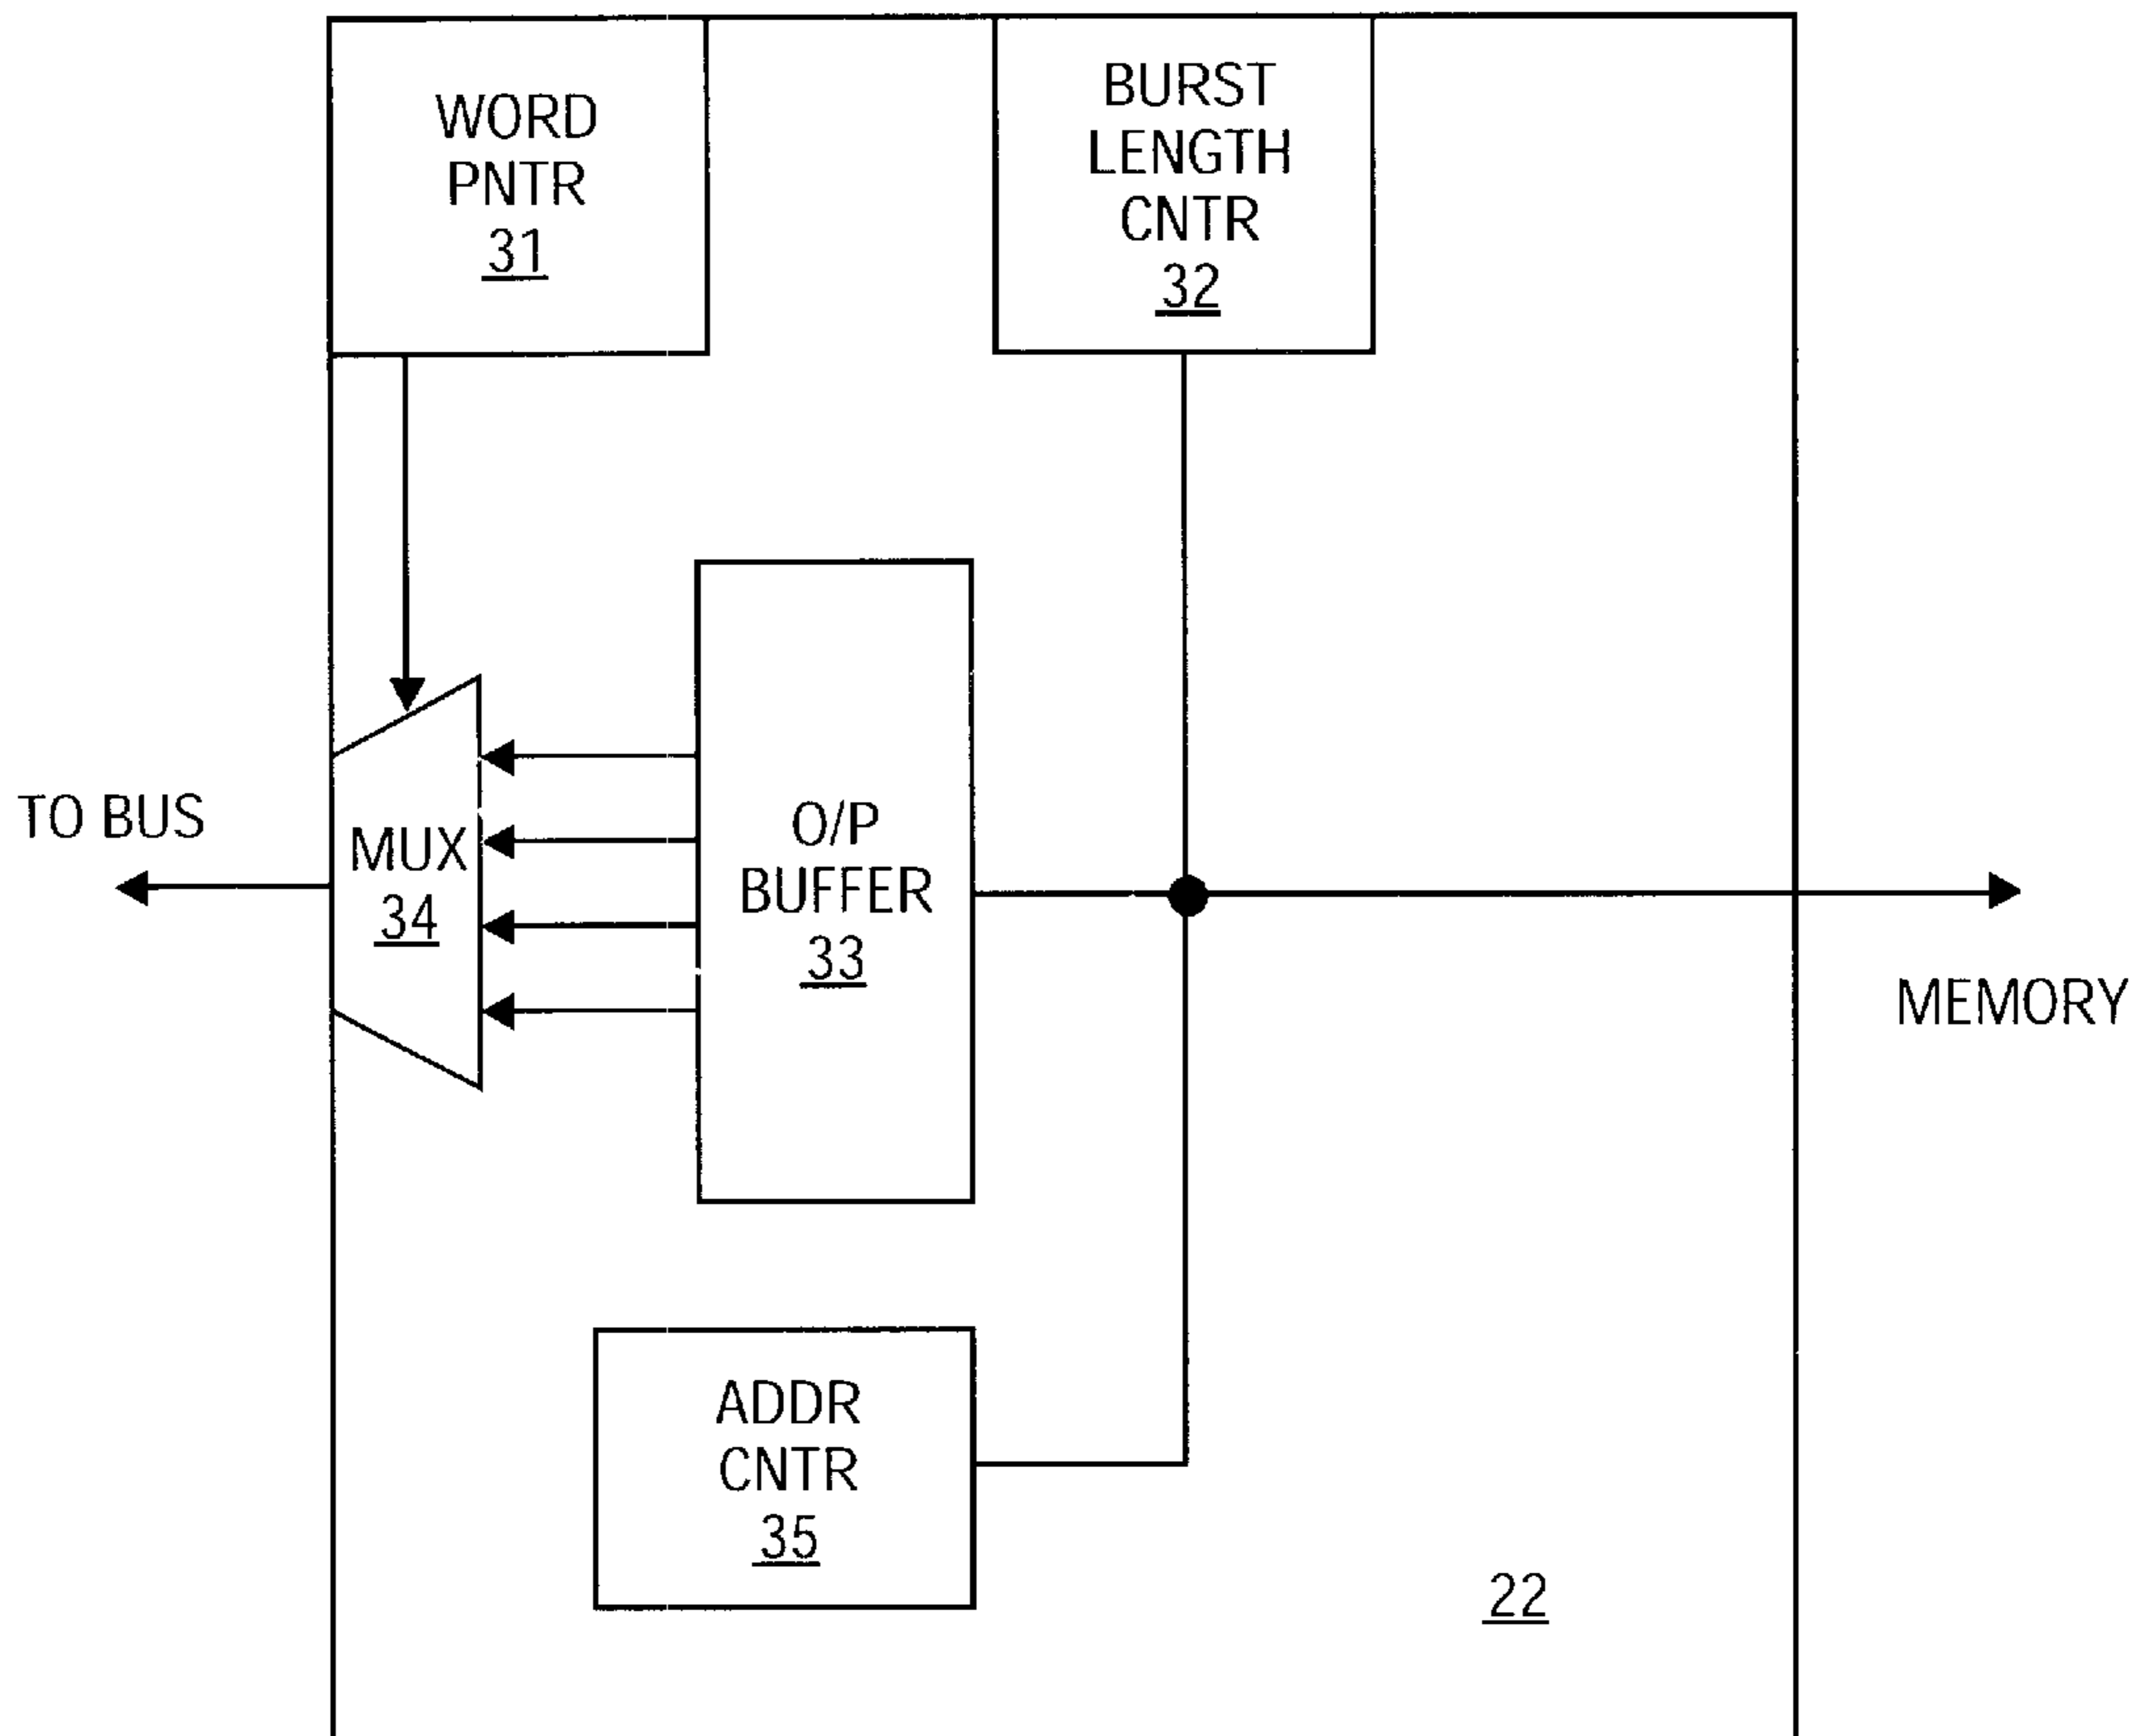 WORD
PNTR
31
BURST
LENGTH
CNTR
32
TO BUS
MUX
34
O/P
BUFFER
33
MEMORY
ADDR
CNTR
35
22